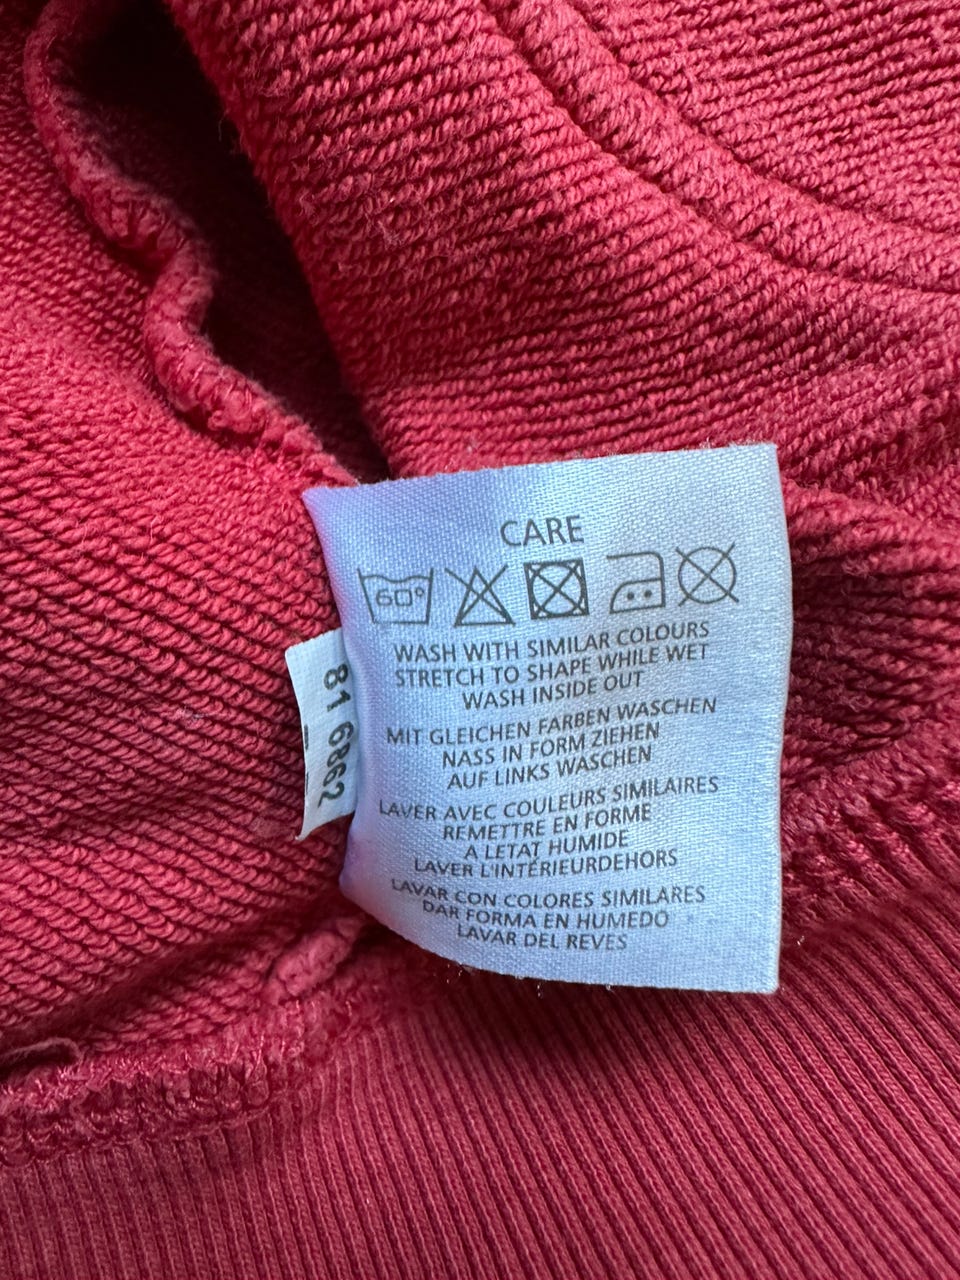 CARE
60°
WASH WITH SIMILAR COLOURS
STRETCH TO SHAPE WHILE WET
WASH INSIDE OUT
MIT GLEICHEN FARBEN WASCHEN
NASS IN FORM ZIEHEN
AUF LINKS WASCHEN
LAVER AVEC COULEURS SIMILAIRES
REMETTRE EN FORME
A LETAT HUMIDE
LAVER L'INTÉRIEURDEHORS
LAVAR CON COLORES SIMILARES
DAR FORMA EN HUMEDO
LAVAR DEL REVES
81 6862